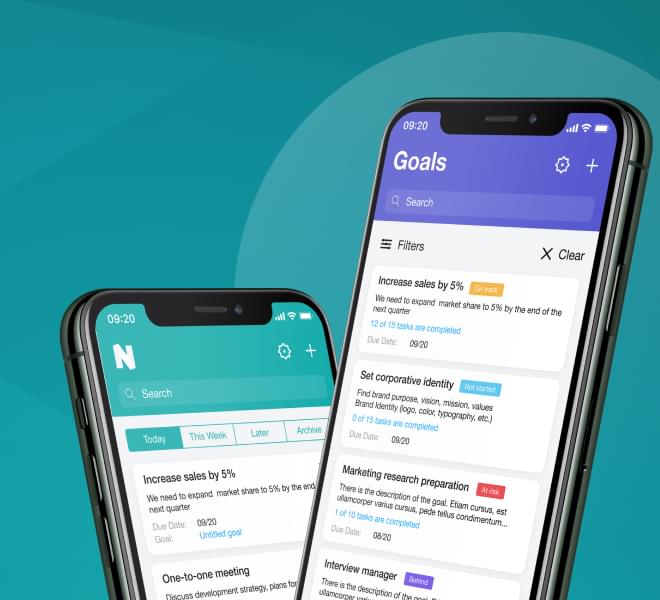 09:20
Goals
Search
Filters
Clear
Increase sales by 5%
On track
We need to expand market share to 5% by the end of the
next quarter
12 of 15 tasks are completed
Due Date: 09/20
Set corporative identity
Not started
Find brand purpose, vision, mission, values
Brand Identity (logo, color, typography, etc.)
0 of 15 tasks are completed
Due Date: 09/20
Marketing research preparation
At risk
There is the description of the goal. Etiam cursus, est
ullamcorper varius cursus, pede tellus condimentum...
1 of 10 tasks are completed
Due Date: 08/20
Interview manager
Behind
There is the description of the goal.
09:20
N
Search
Today
This Week
Later
Archive
Increase sales by 5%
We need to expand market share to 5% by the end
next quarter
Due Date: 09/20
Goal: Untitled goal
One-to-one meeting
Discuss development strategy, plans for